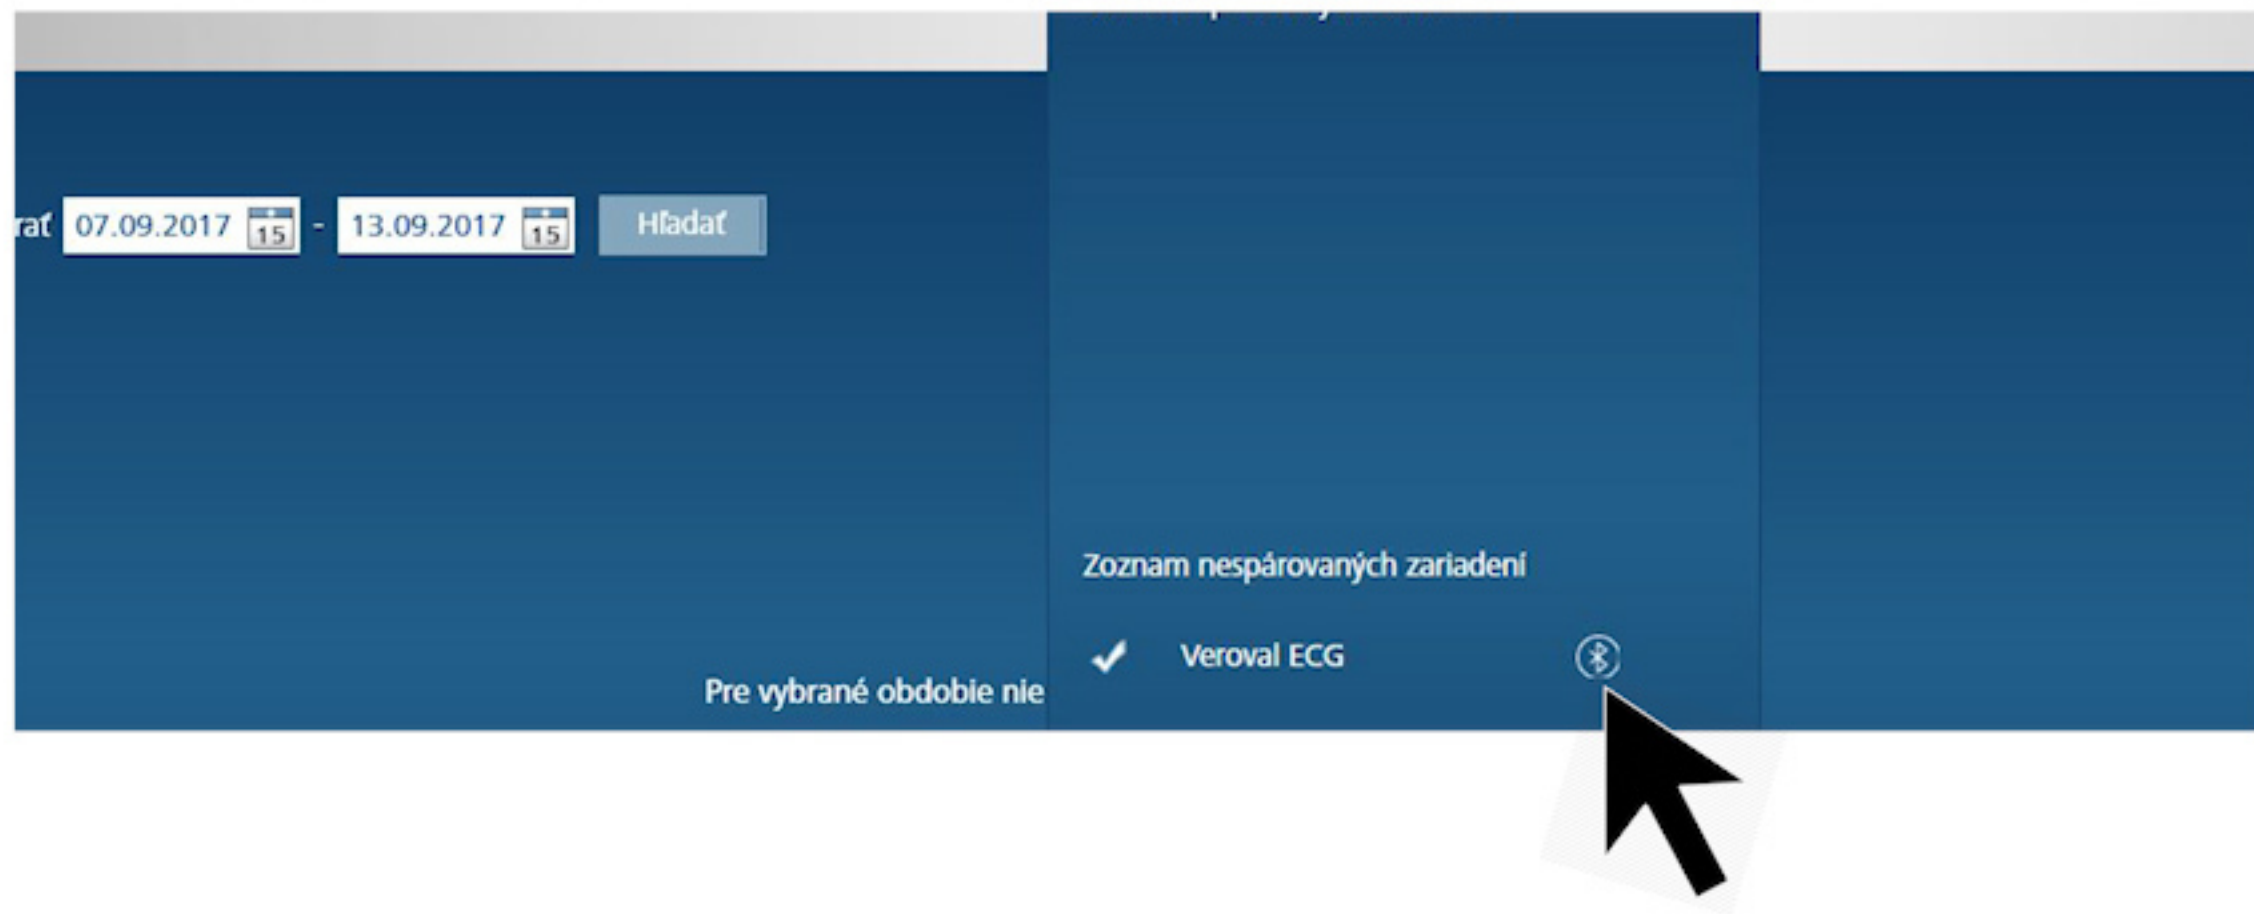 rať 07.09.2017 15 - 13.09.2017 15 Hľadať
Zoznam nespárovaných zariadení
Veroval ECG
Pre vybrané obdobie nie